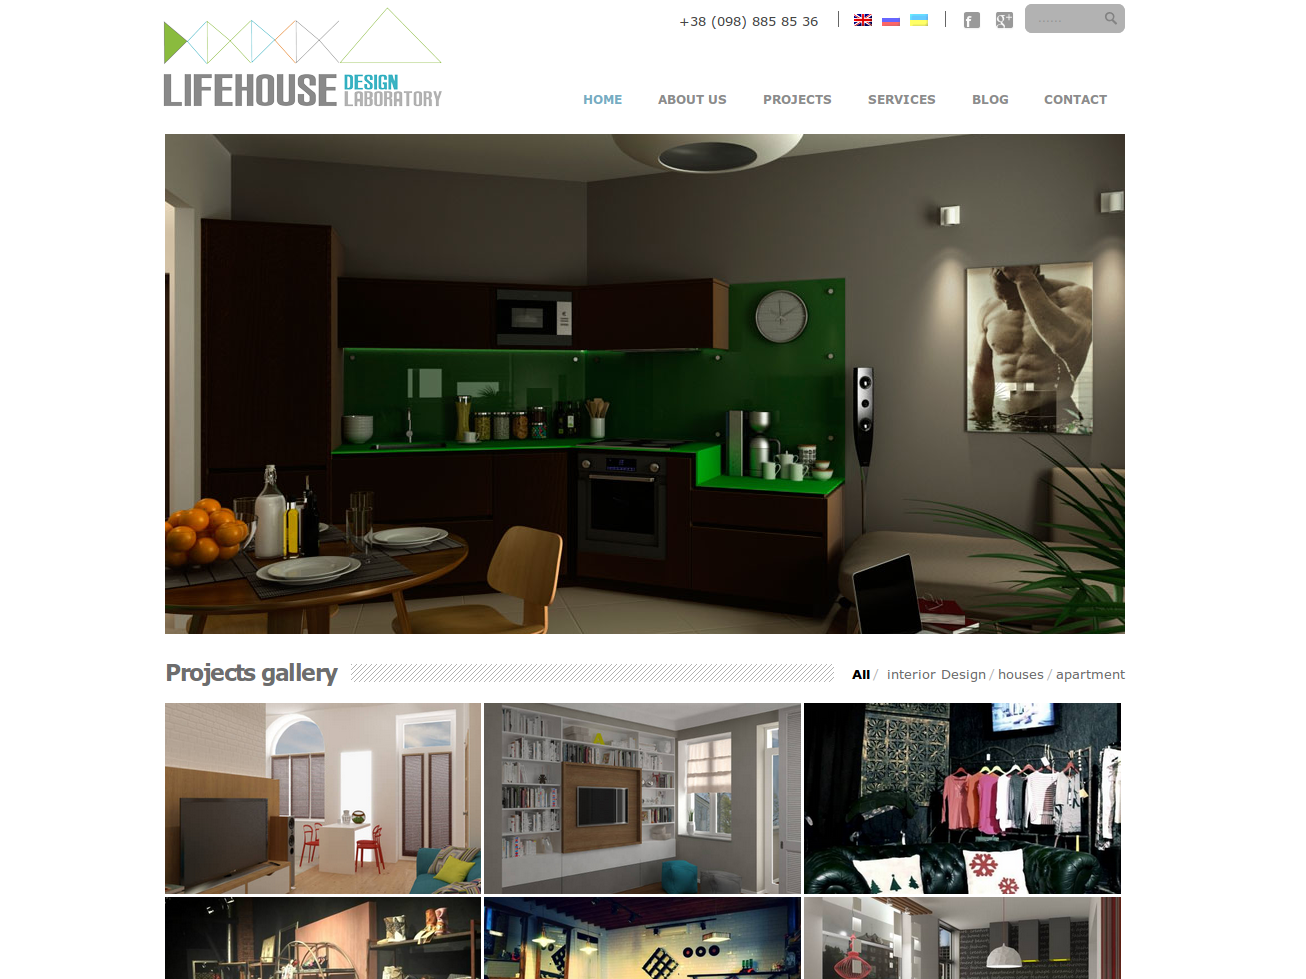 +38 (098) 885 85 36
......
LIFEHOUSE DESIGN LABORATORY
HOME ABOUT US PROJECTS SERVICES BLOG CONTACT
Projects gallery
All / interior Design / houses / apartment